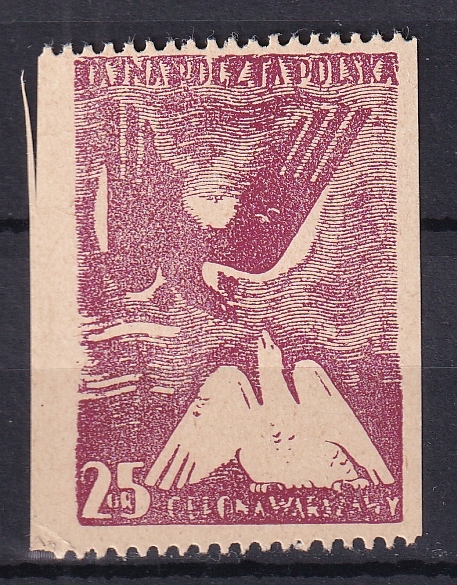 TAJNA POCZTA POLSKA
25 GR OBRONA WARSZAWY